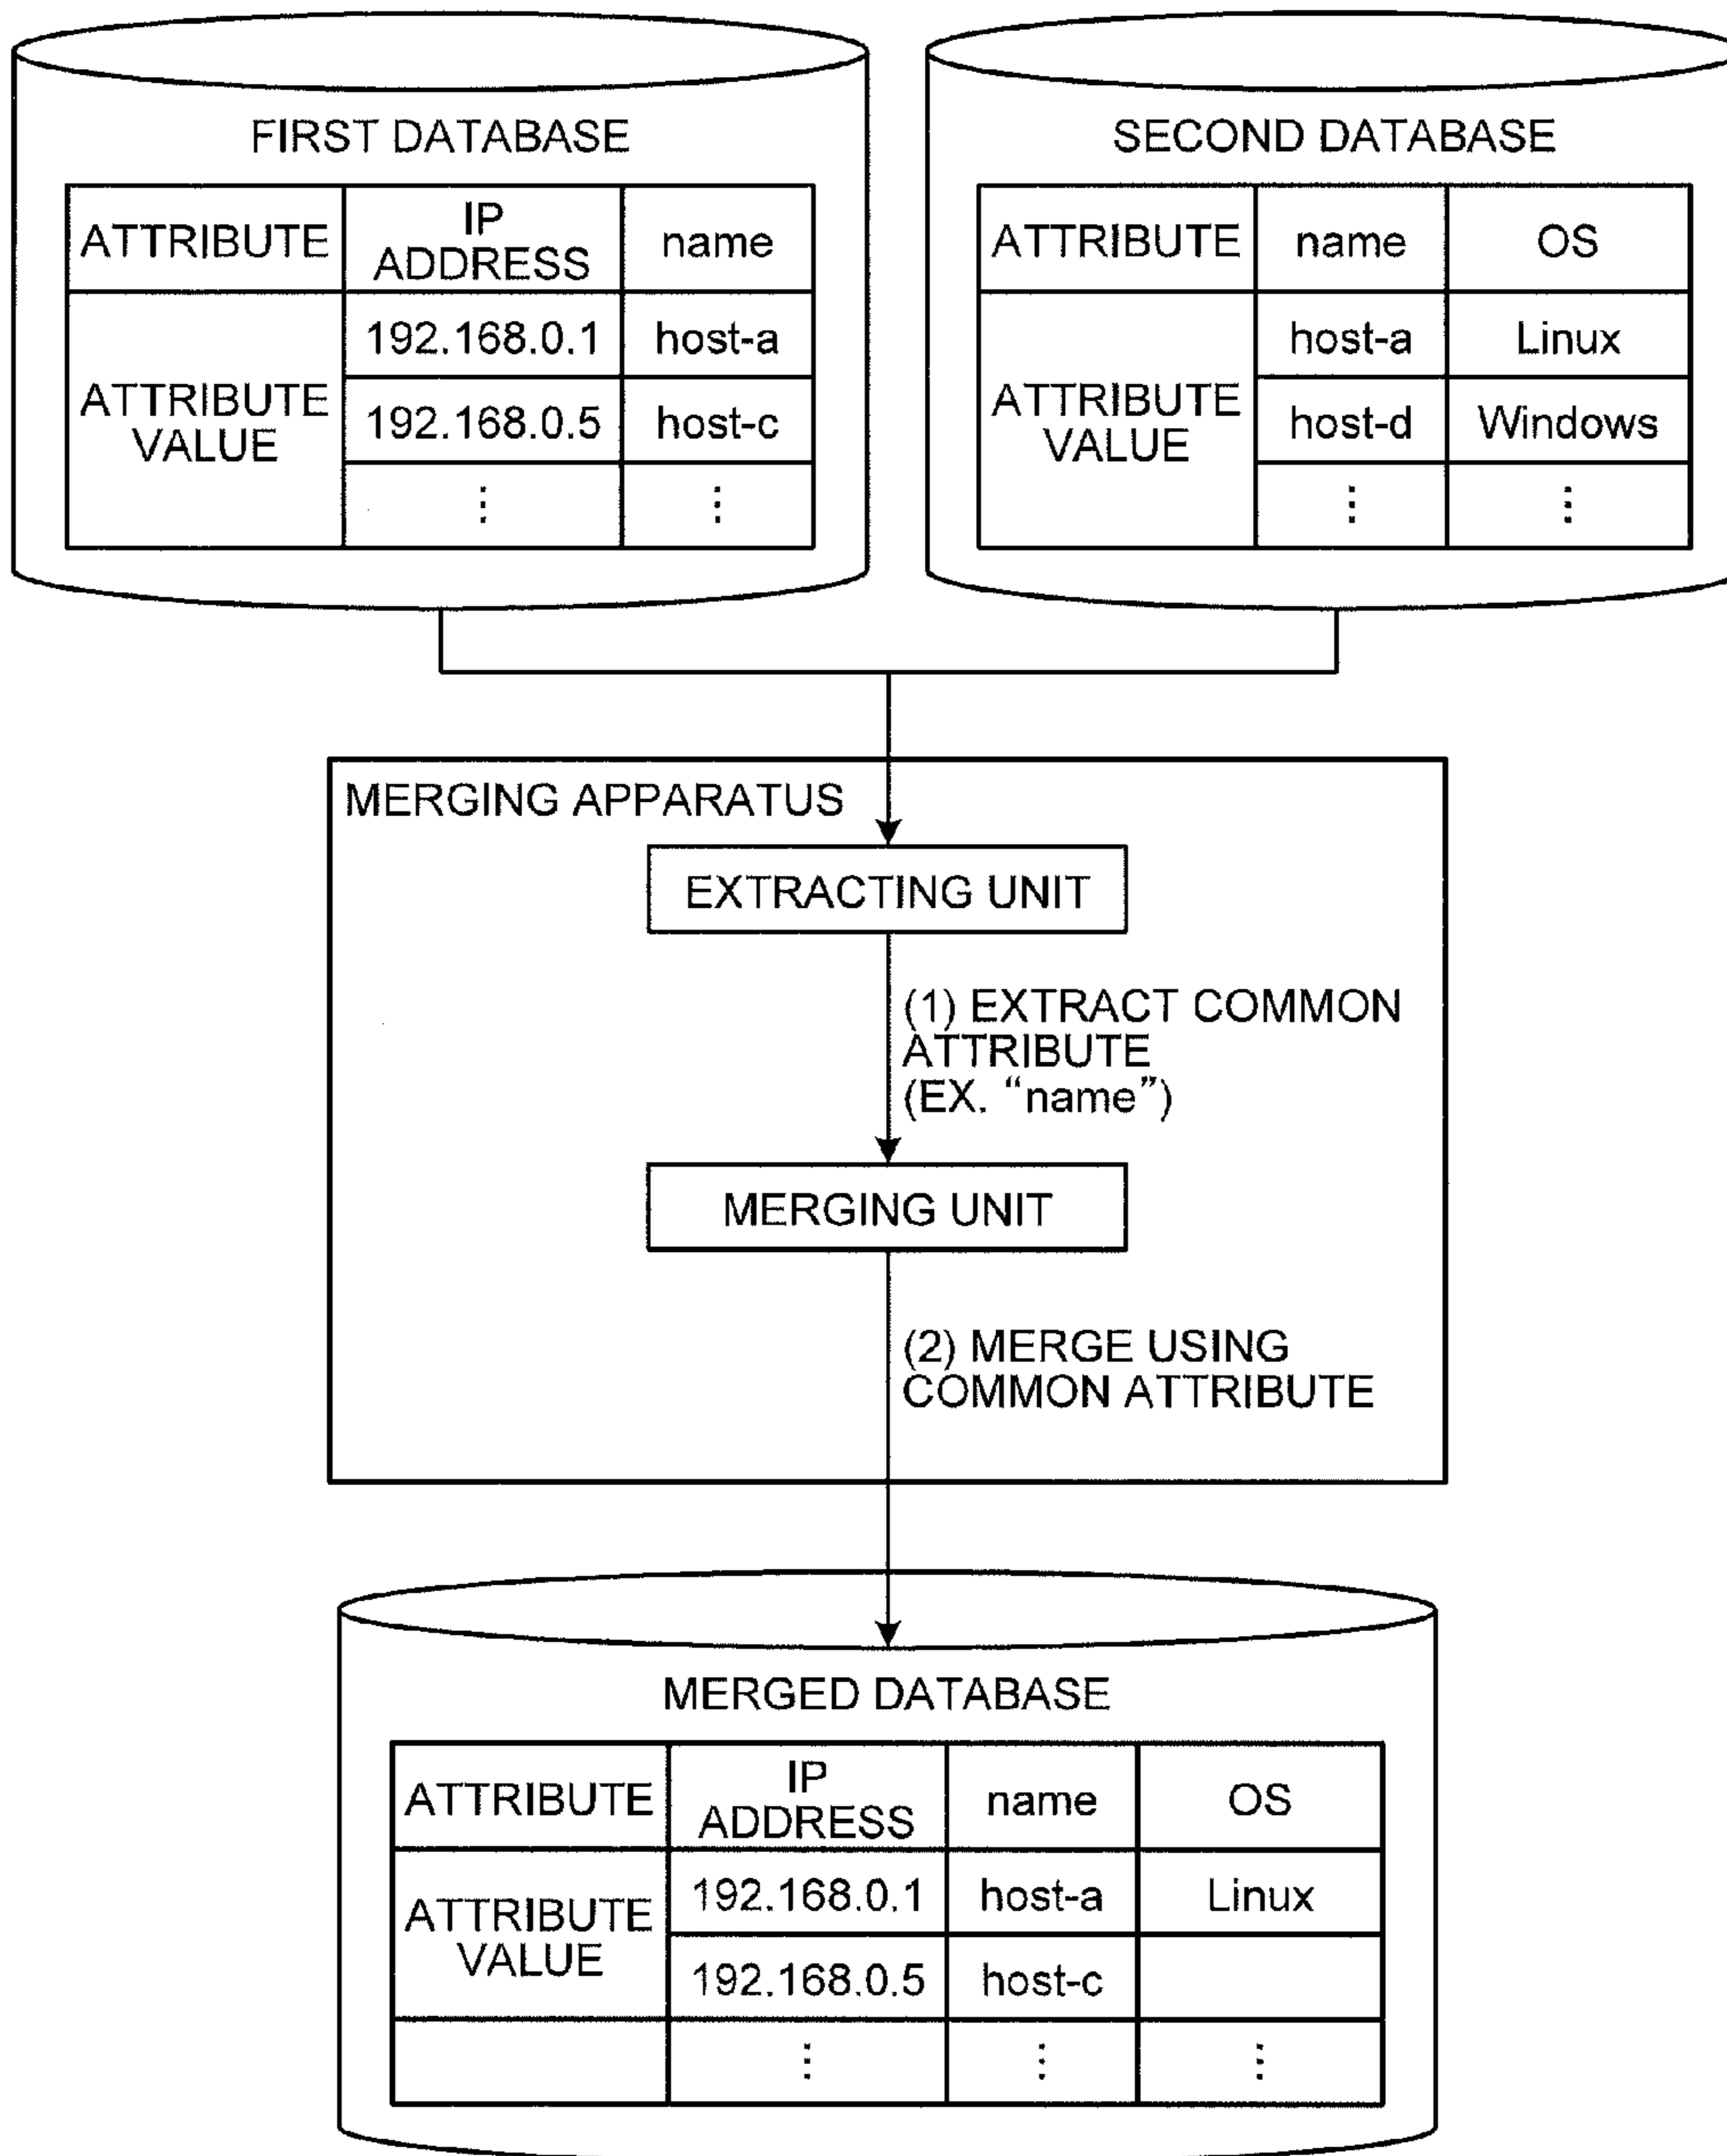 FIRST DATABASE
ATTRIBUTE
IP
ADDRESS
name
ATTRIBUTE
VALUE
192.168.0.1
host-a
192.168.0.5
host-c
⋮
⋮
SECOND DATABASE
ATTRIBUTE
name
OS
ATTRIBUTE
VALUE
host-a
Linux
host-d
Windows
⋮
⋮
MERGING APPARATUS
EXTRACTING UNIT
(1) EXTRACT COMMON
ATTRIBUTE
(EX. “name”)
MERGING UNIT
(2) MERGE USING
COMMON ATTRIBUTE
MERGED DATABASE
ATTRIBUTE
IP
ADDRESS
name
OS
ATTRIBUTE
VALUE
192.168.0.1
host-a
Linux
192.168.0.5
host-c
⋮
⋮
⋮